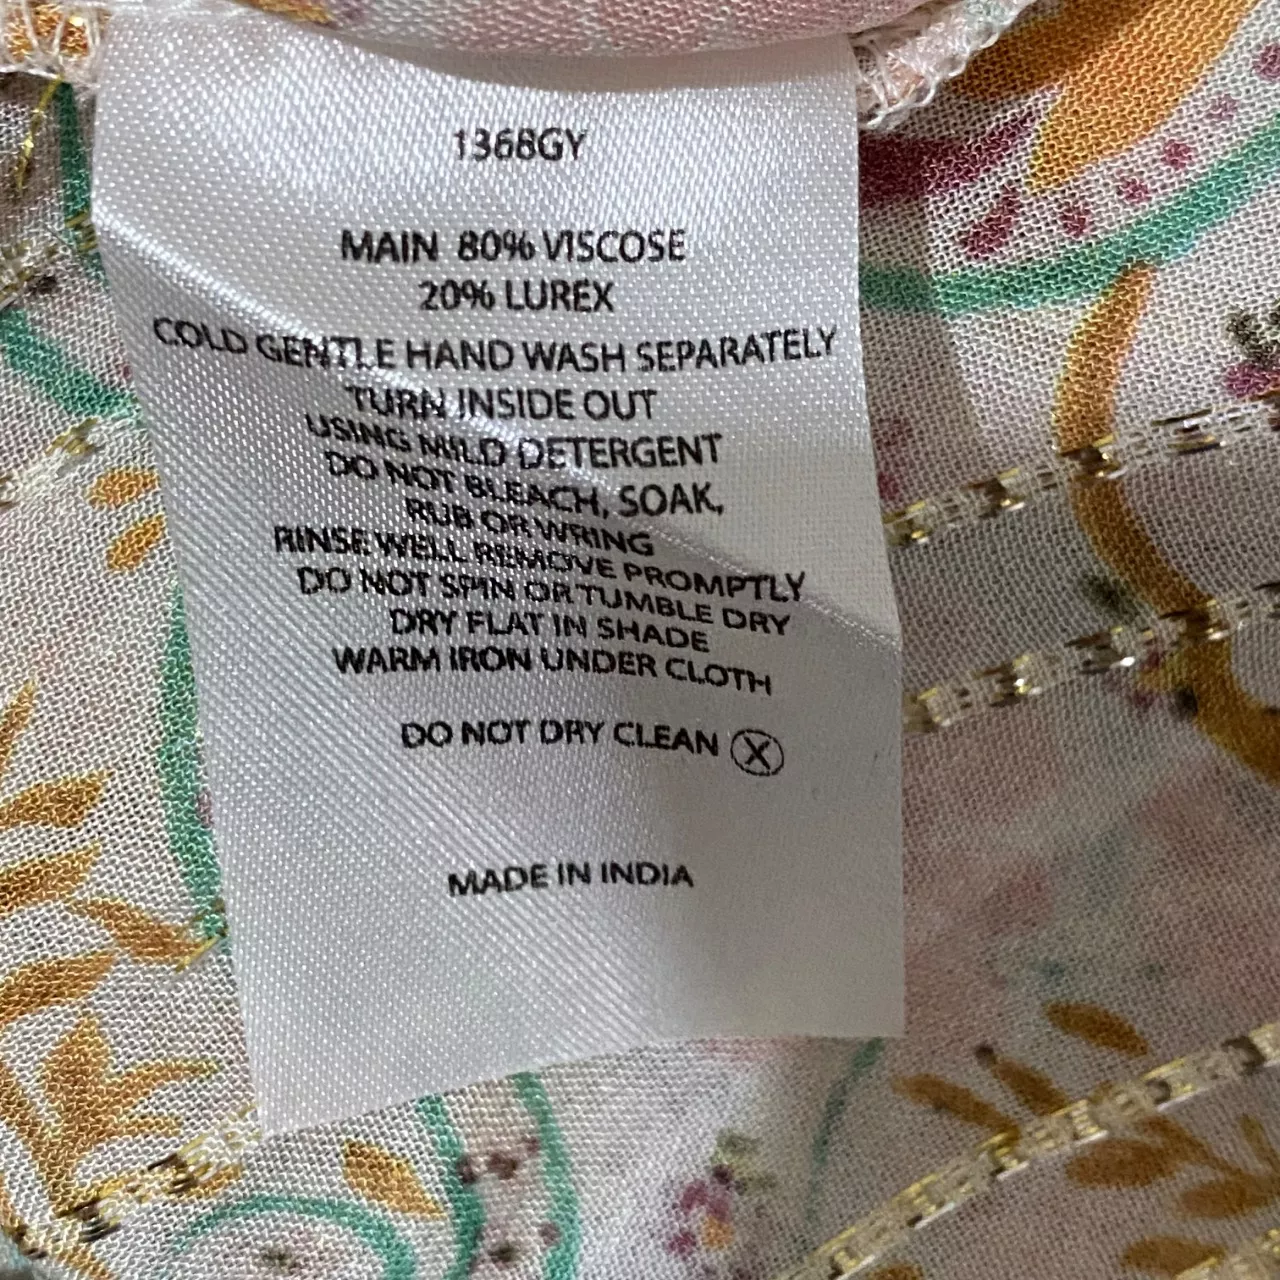 1368GY
MAIN 80% VISCOSE
20% LUREX
COLD GENTLE HAND WASH SEPARATELY
TURN INSIDE OUT
USING MILD DETERGENT
DO NOT BLEACH, SOAK,
RUB OR WRING
RINSE WELL REMOVE PROMPTLY
DO NOT SPIN OR TUMBLE DRY
DRY FLAT IN SHADE
WARM IRON UNDER CLOTH
DO NOT DRY CLEAN X
MADE IN INDIA